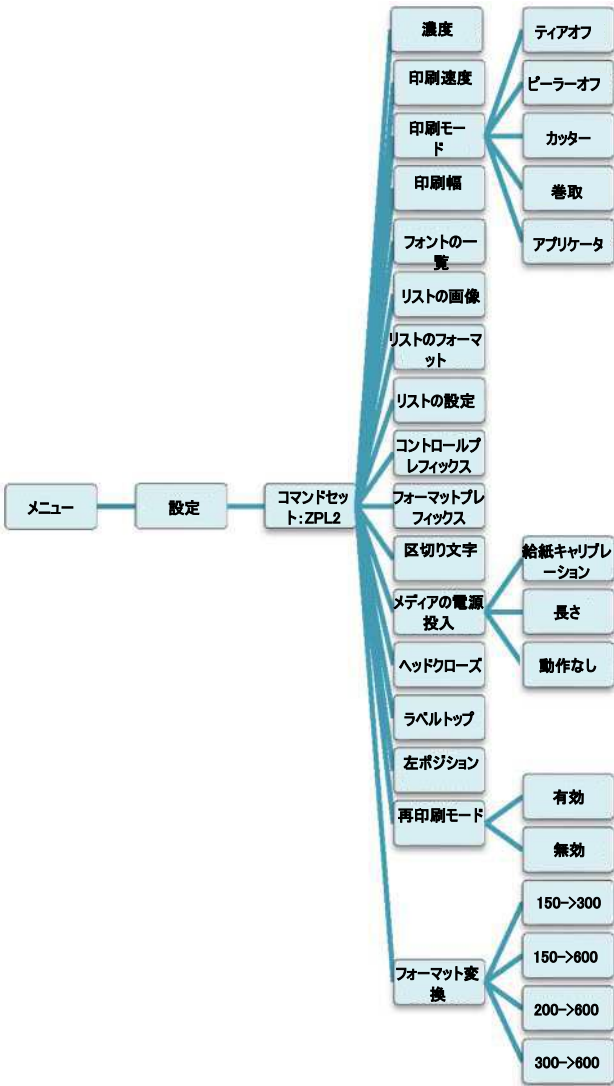 濃度
ティアオフ
印刷速度
ピーラーオフ
印刷モー
ド
カッター
印刷幅
巻取
フォントの一
覧
アプリケータ
リストの画像
リストのフォーマ
ット
リストの設定
コントロールプ
レフィックス
メニュー
設定
コマンドセッ
ト:ZPL2
フォーマットプレ
フィックス
区切り文字
給紙キャリブレ
ーション
メディアの電源
投入
長さ
ヘッドクローズ
動作なし
ラベルトップ
左ポジション
再印刷モード
有効
無効
150->300
150->600
フォーマット変
換
200->600
300->600